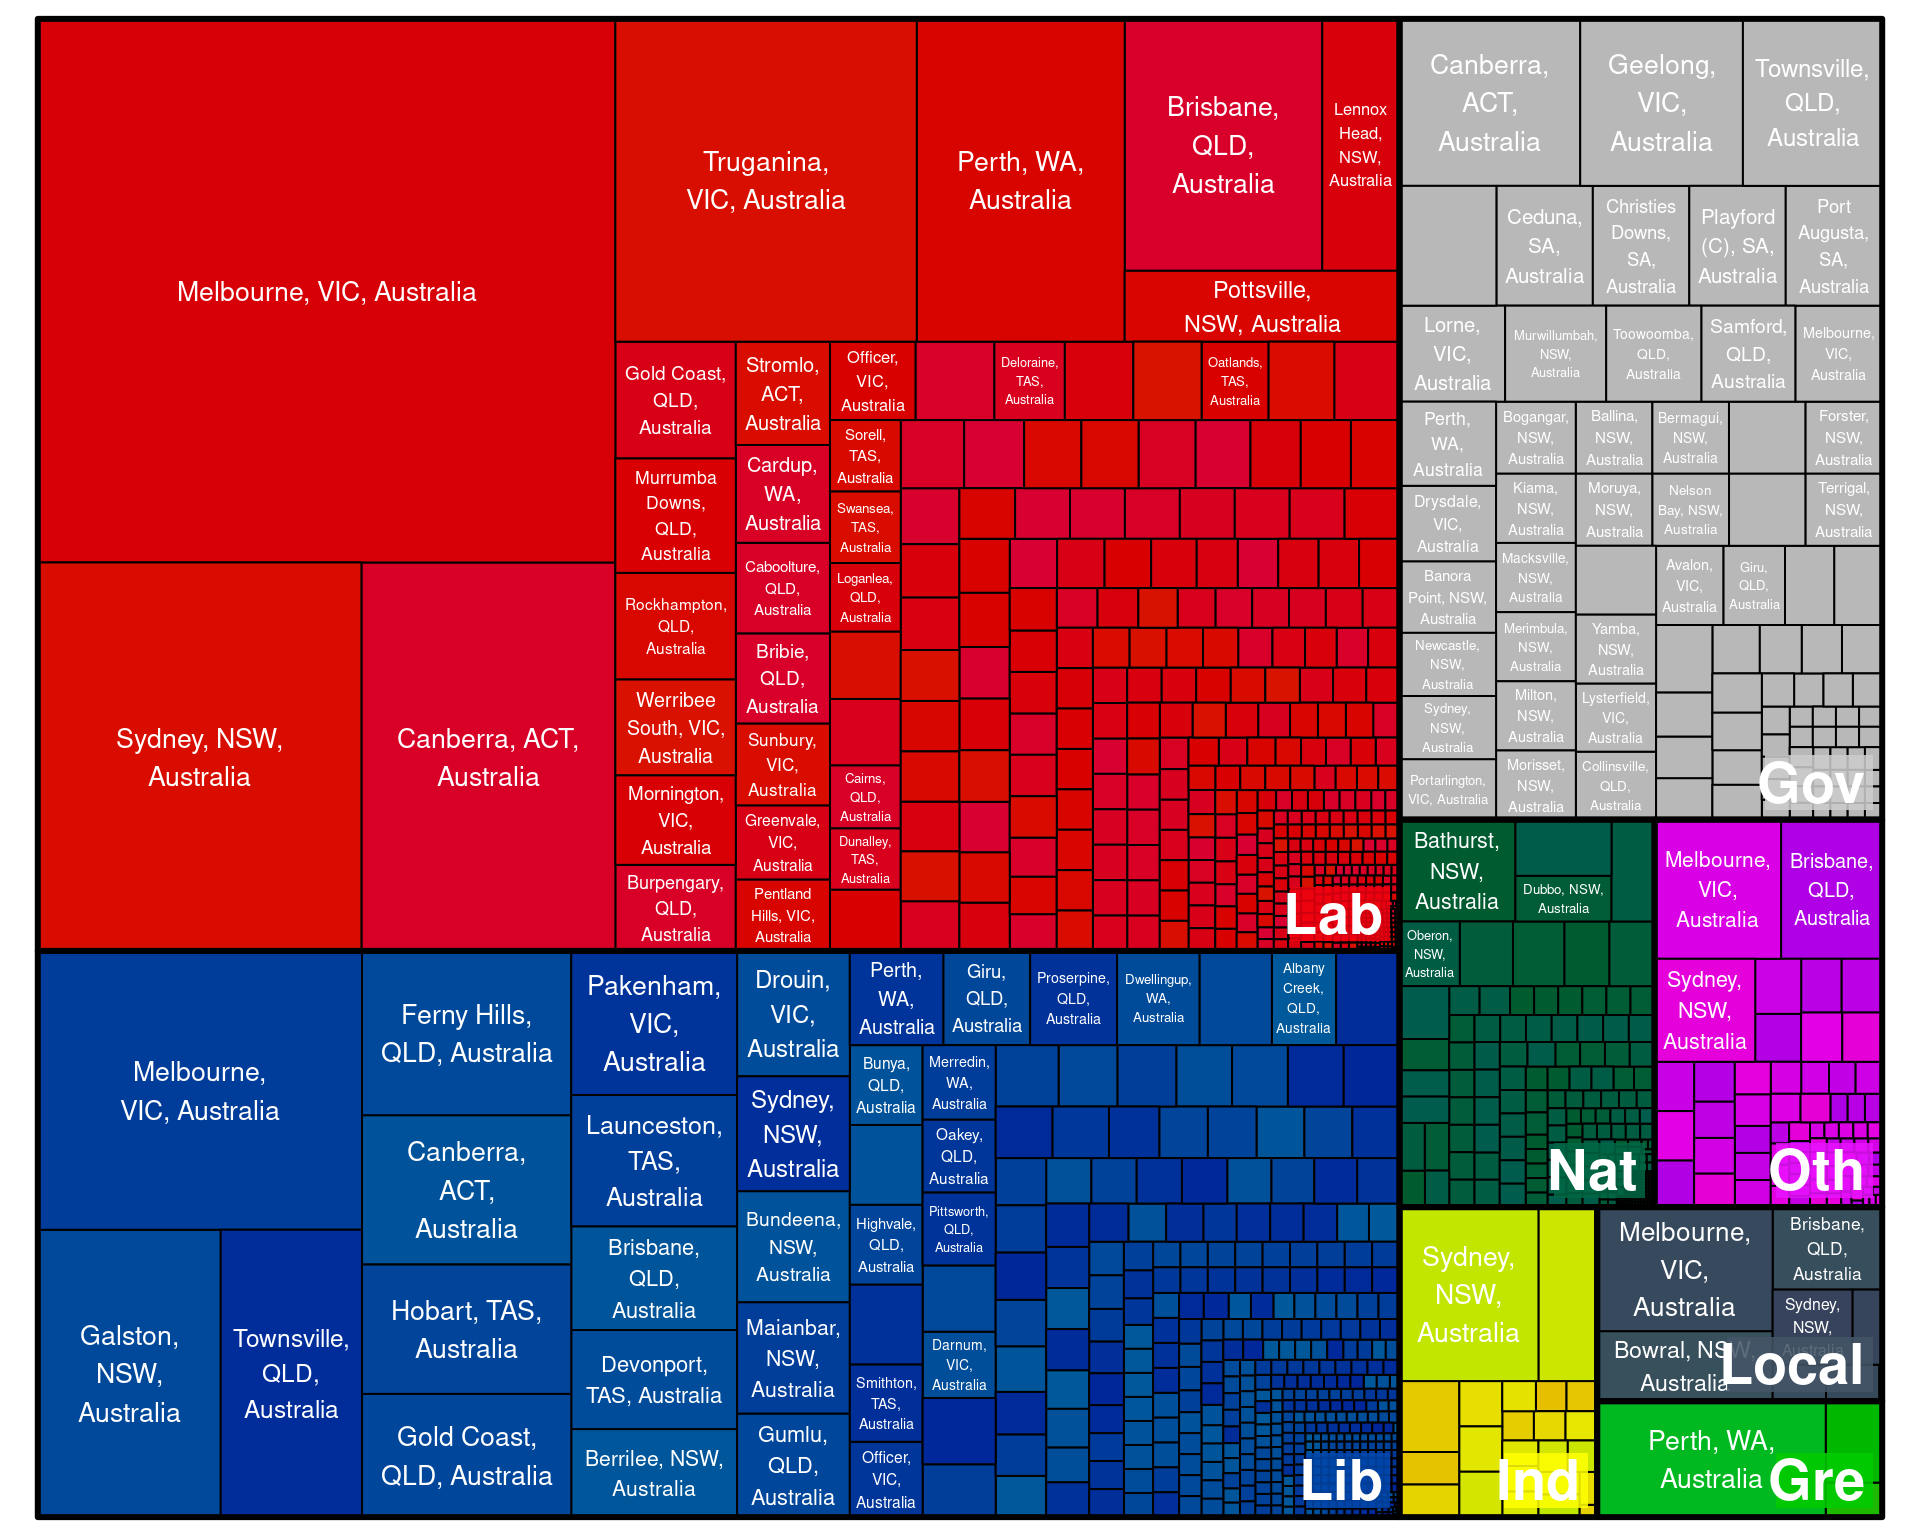 Melbourne, VIC, Australia
Sydney, NSW,
Australia
Canberra, ACT,
Australia
Truganina,
VIC, Australia
Perth, WA,
Australia
Brisbane,
QLD,
Australia
Lennox
Head,
NSW,
Australia
Pottsville,
NSW, Australia
Gold Coast,
QLD,
Australia
Murrumba
Downs,
QLD,
Australia
Rockhampton,
QLD,
Australia
Werribee
South, VIC,
Australia
Mornington,
VIC,
Australia
Burpengary,
QLD,
Australia
Stromlo,
ACT,
Australia
Cardup,
WA,
Australia
Caboolture,
QLD,
Australia
Bribie,
QLD,
Australia
Sunbury,
VIC,
Australia
Greenvale,
VIC,
Australia
Pentland
Hills, VIC,
Australia
Officer,
VIC,
Australia
Sorell,
TAS,
Australia
Swansea,
TAS,
Australia
Loganlea,
QLD,
Australia
Cairns,
QLD,
Australia
Dunalley,
TAS,
Australia
Deloraine,
TAS,
Australia
Oatlands,
TAS,
Australia
Lab
Canberra,
ACT,
Australia
Geelong,
VIC,
Australia
Townsville,
QLD,
Australia
Ceduna,
SA,
Australia
Christies
Downs,
SA,
Australia
Playford
(C), SA,
Australia
Port
Augusta,
SA,
Australia
Lorne,
VIC,
Australia
Murwillumbah,
NSW,
Australia
Toowoomba,
QLD,
Australia
Samford,
QLD,
Australia
Melbourne,
VIC,
Australia
Perth,
WA,
Australia
Drysdale,
VIC,
Australia
Banora
Point, NSW,
Australia
Newcastle,
NSW,
Australia
Sydney,
NSW,
Australia
Portarlington,
VIC, Australia
Bogangar,
NSW,
Australia
Kiama,
NSW,
Australia
Macksville,
NSW,
Australia
Merimbula,
NSW,
Australia
Milton,
NSW,
Australia
Morisset,
NSW,
Australia
Ballina,
NSW,
Australia
Moruya,
NSW,
Australia
Yamba,
NSW,
Australia
Lysterfield,
VIC,
Australia
Collinsville,
QLD,
Australia
Bermagui,
NSW,
Australia
Nelson
Bay, NSW,
Australia
Forster,
NSW,
Australia
Terrigal,
NSW,
Australia
Avalon,
VIC,
Australia
Giru,
QLD,
Australia
Gov
Melbourne,
VIC, Australia
Galston,
NSW,
Australia
Townsville,
QLD,
Australia
Ferny Hills,
QLD, Australia
Canberra,
ACT,
Australia
Hobart, TAS,
Australia
Gold Coast,
QLD, Australia
Pakenham,
VIC,
Australia
Launceston,
TAS,
Australia
Brisbane,
QLD,
Australia
Devonport,
TAS, Australia
Berrilee, NSW,
Australia
Drouin,
VIC,
Australia
Sydney,
NSW,
Australia
Bundeena,
NSW,
Australia
Maianbar,
NSW,
Australia
Gumlu,
QLD,
Australia
Perth,
WA,
Australia
Giru,
QLD,
Australia
Proserpine,
QLD,
Australia
Dwellingup,
WA,
Australia
Albany
Creek,
QLD,
Australia
Bunya,
QLD,
Australia
Highvale,
QLD,
Australia
Smithton,
TAS,
Australia
Officer,
VIC,
Australia
Merredin,
WA,
Australia
Oakey,
QLD,
Australia
Pittsworth,
QLD,
Australia
Darnum,
VIC,
Australia
Lib
Bathurst,
NSW,
Australia
Dubbo, NSW,
Australia
Oberon,
NSW,
Australia
Nat
Melbourne,
VIC,
Australia
Brisbane,
QLD,
Australia
Sydney,
NSW,
Australia
Oth
Sydney,
NSW,
Australia
Ind
Melbourne,
VIC,
Australia
Brisbane,
QLD,
Australia
Sydney,
NSW,
Australia
Bowral, NSW,
Australia
Local
Perth, WA,
Australia
Gre